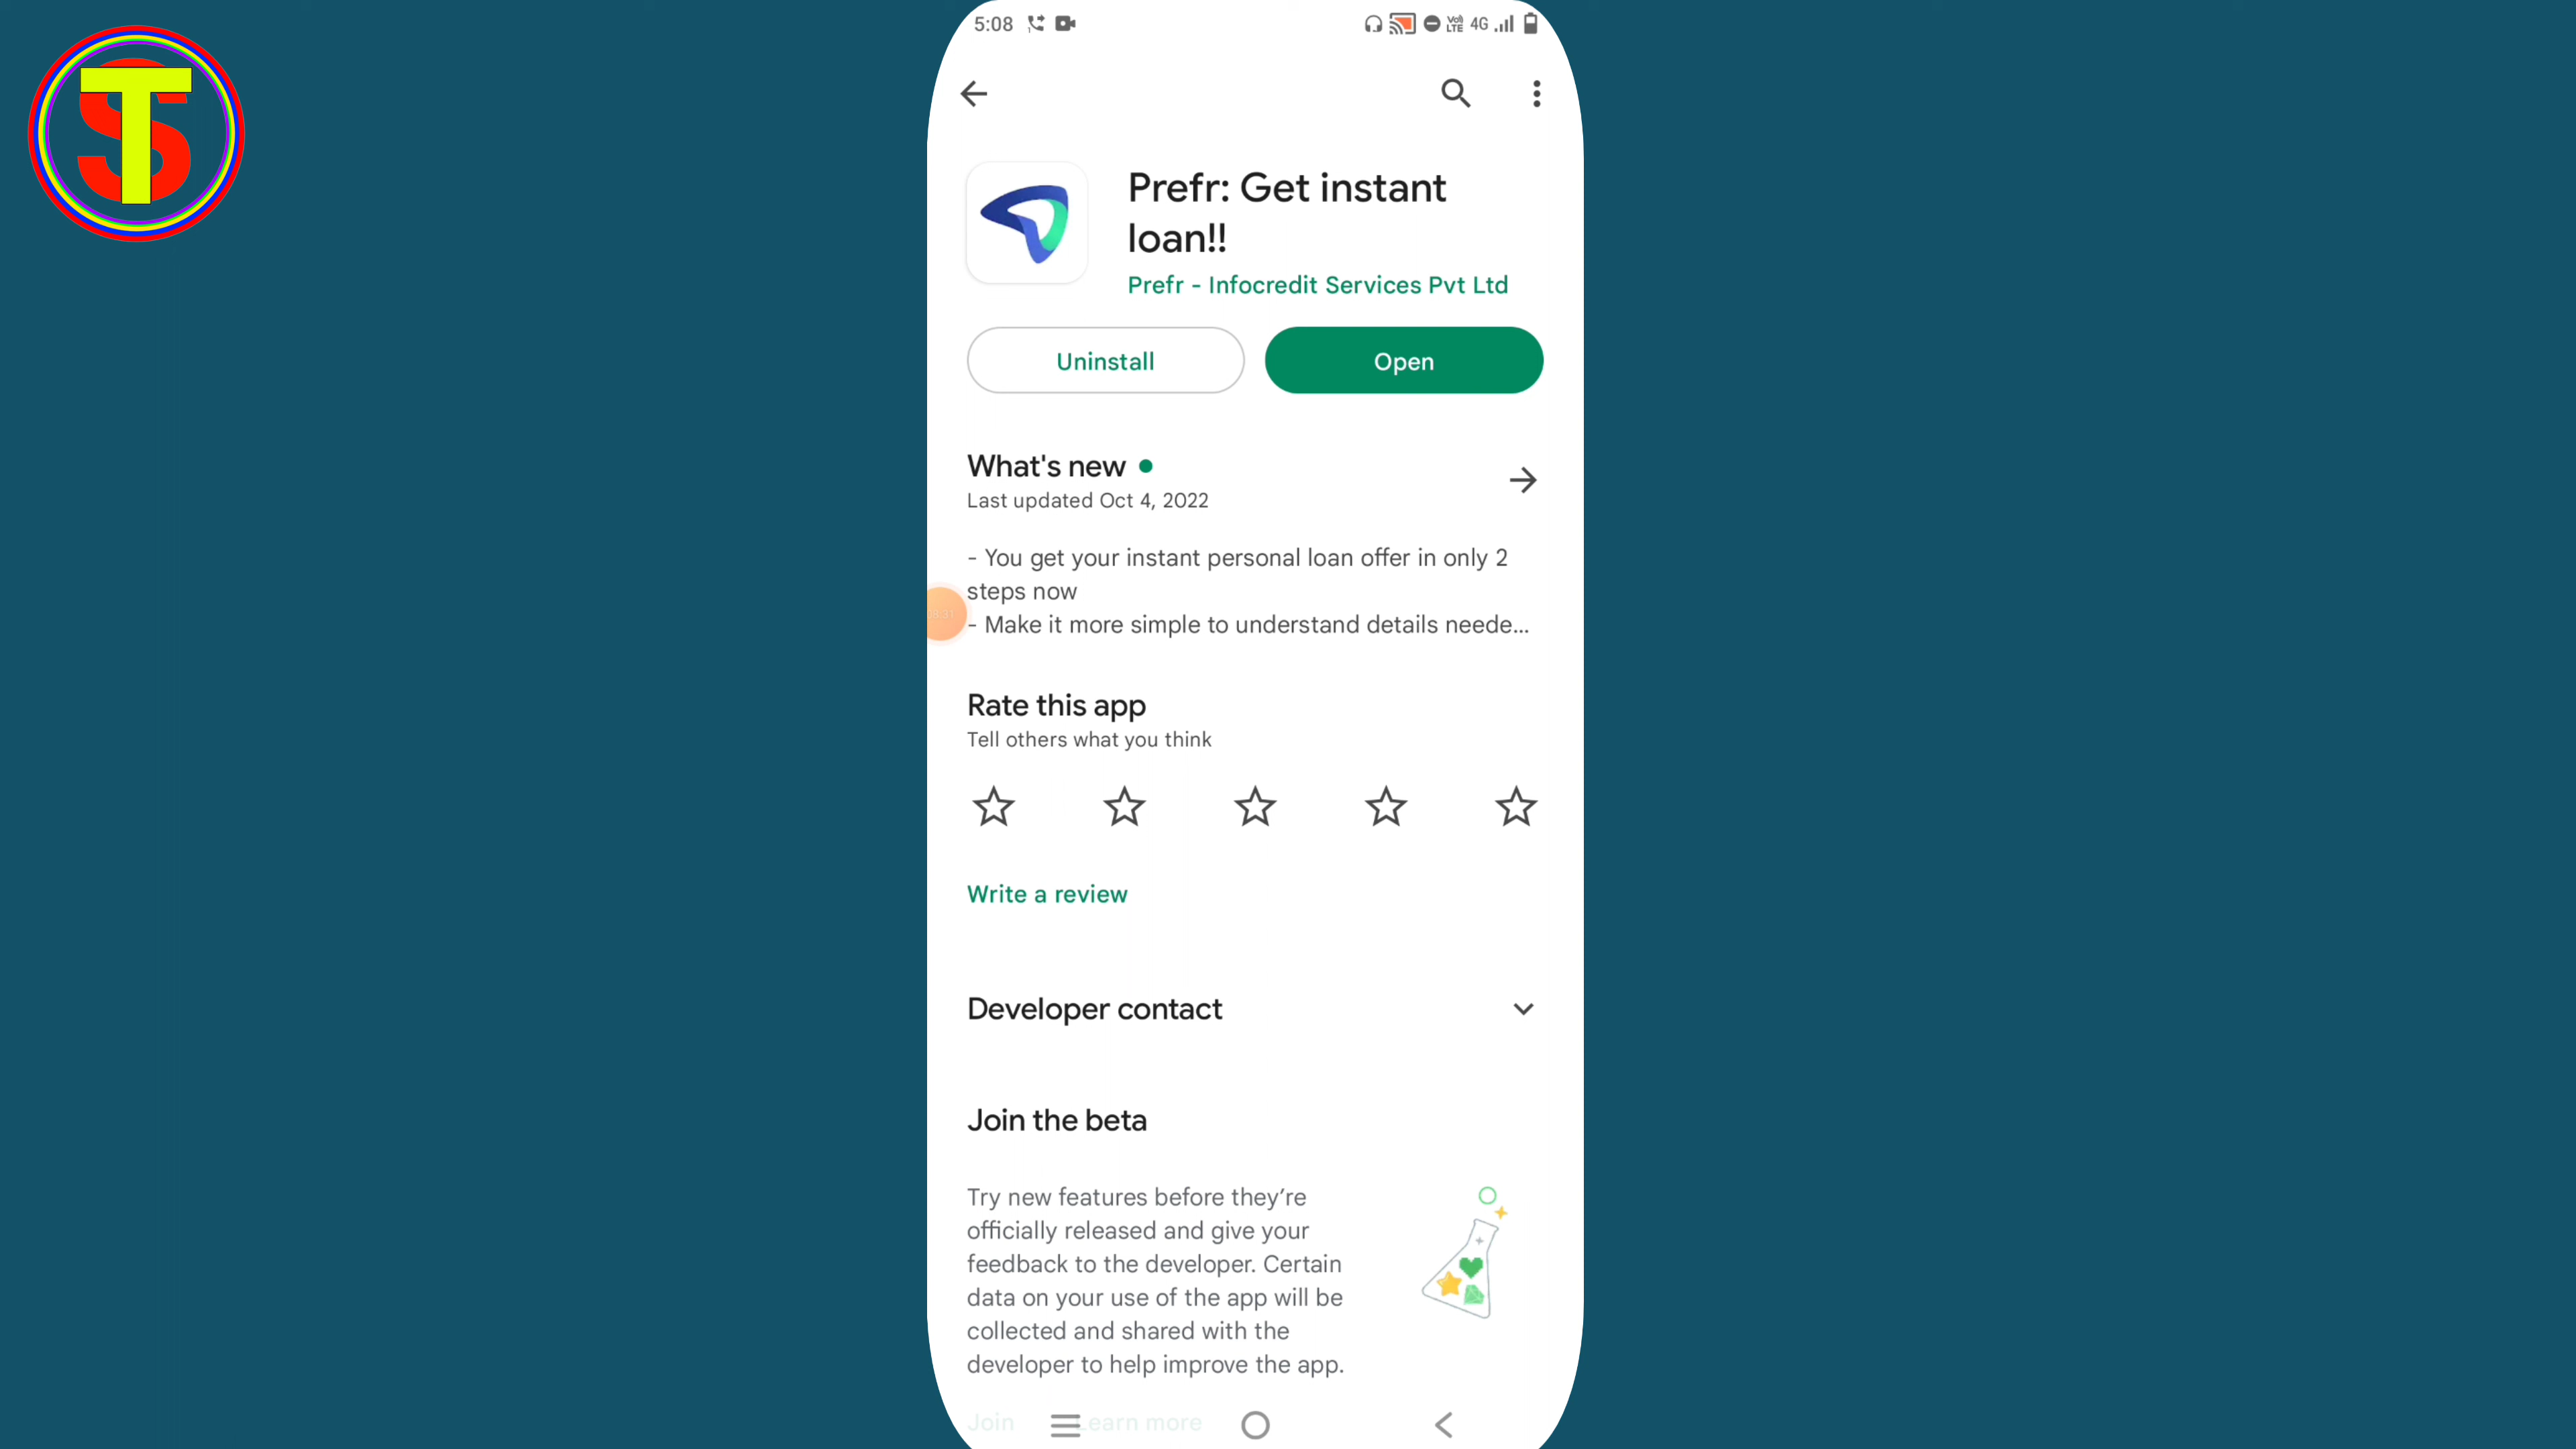 ST
5:08 VoI LTE 4G
Prefr: Get instant
loan!!
Prefr - Infocredit Services Pvt Ltd
Uninstall
Open
What's new
Last updated Oct 4, 2022
- You get your instant personal loan offer in only 2
steps now
- Make it more simple to understand details neede...
Rate this app
Tell others what you think
Write a review
Developer contact
Join the beta
Try new features before they’re
officially released and give your
feedback to the developer. Certain
data on your use of the app will be
collected and shared with the
developer to help improve the app.
Join
earn more